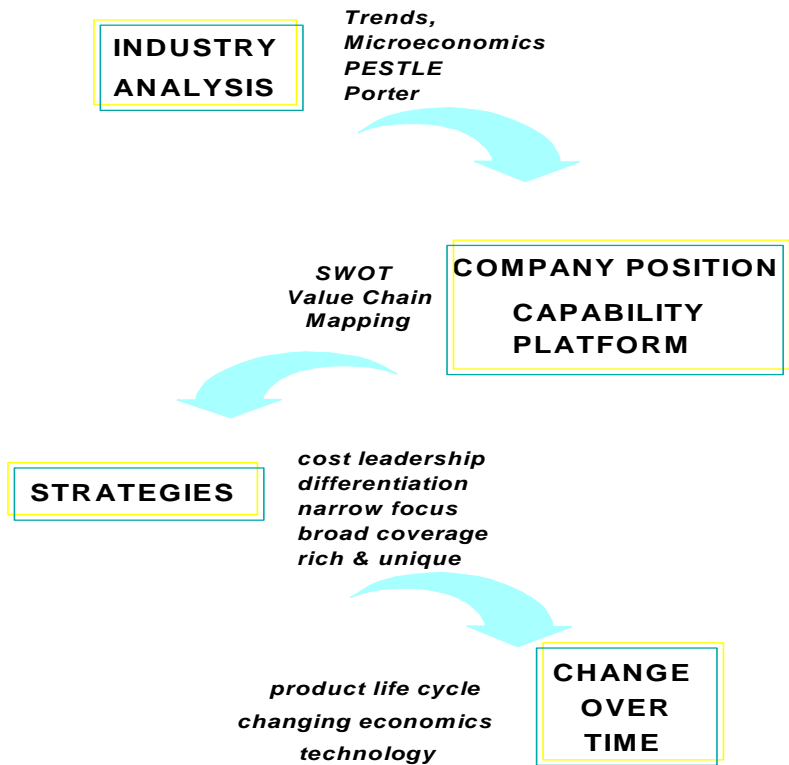 INDUSTRY
ANALYSIS
Trends,
Microeconomics
PESTLE
Porter
COMPANY POSITION
CAPABILITY
PLATFORM
SWOT
Value Chain
Mapping
STRATEGIES
cost leadership
differentiation
narrow focus
broad coverage
rich & unique
CHANGE
OVER
TIME
product life cycle
changing economics
technology